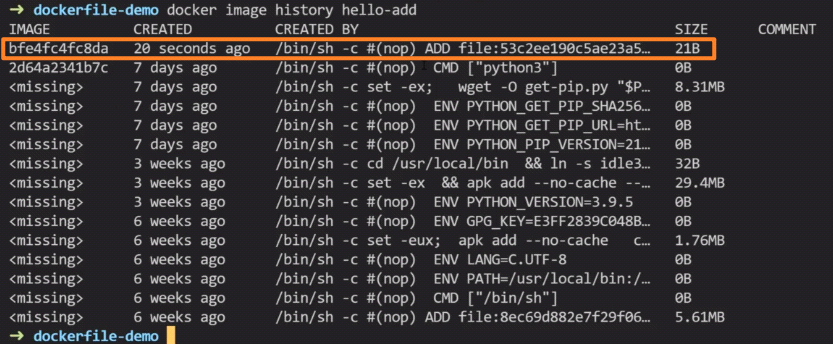 ➜ dockerfile-demo docker image history hello-add
IMAGE CREATED CREATED BY SIZE COMMENT
bfe4fc4fc8da 20 seconds ago /bin/sh -c #(nop) ADD file:53c2ee190c5ae23a5… 21B
2d64a2341b7c 7 days ago /bin/sh -c #(nop) CMD ["python3"] 0B
<missing> 7 days ago /bin/sh -c set -ex; wget -O get-pip.py "$P… 8.31MB
<missing> 7 days ago /bin/sh -c #(nop) ENV PYTHON_GET_PIP_SHA256… 0B
<missing> 7 days ago /bin/sh -c #(nop) ENV PYTHON_GET_PIP_URL=ht… 0B
<missing> 7 days ago /bin/sh -c #(nop) ENV PYTHON_PIP_VERSION=21… 0B
<missing> 3 weeks ago /bin/sh -c cd /usr/local/bin && ln -s idle3… 32B
<missing> 3 weeks ago /bin/sh -c set -ex && apk add --no-cache --… 29.4MB
<missing> 3 weeks ago /bin/sh -c #(nop) ENV PYTHON_VERSION=3.9.5 0B
<missing> 6 weeks ago /bin/sh -c #(nop) ENV GPG_KEY=E3FF2839C048B… 0B
<missing> 6 weeks ago /bin/sh -c set -eux; apk add --no-cache c… 1.76MB
<missing> 6 weeks ago /bin/sh -c #(nop) ENV LANG=C.UTF-8 0B
<missing> 6 weeks ago /bin/sh -c #(nop) ENV PATH=/usr/local/bin:/… 0B
<missing> 6 weeks ago /bin/sh -c #(nop) CMD ["/bin/sh"] 0B
<missing> 6 weeks ago /bin/sh -c #(nop) ADD file:8ec69d882e7f29f06… 5.61MB
➜ dockerfile-demo